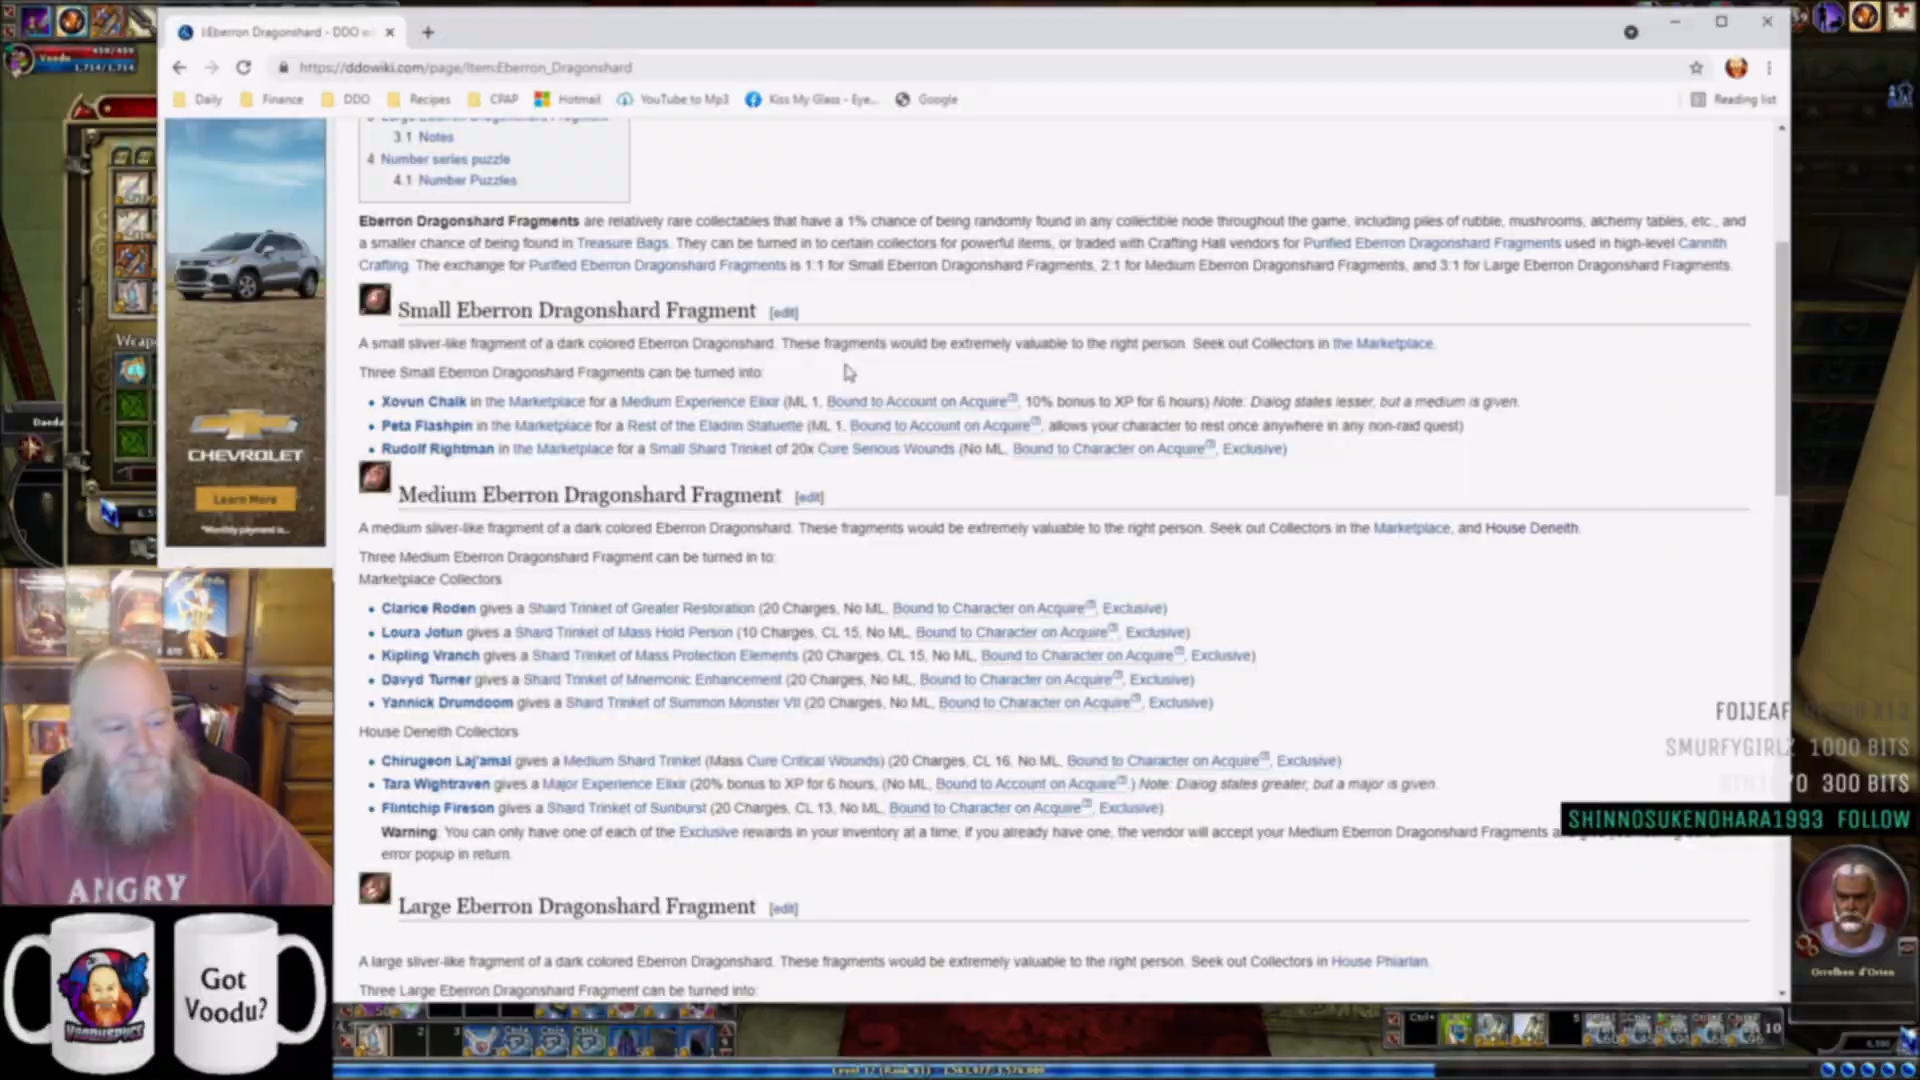 Eberron Dragonshard - DDO
https://ddowiki.com/page/Item:Eberron_Dragonshard
Daily Finance DDO Recipes CPAP Hotmail YouTube to Mp3 Kiss My Glass - Eye... Google Reading list
459/459
Voodu
1,714/1,714
3.1 Notes
4 Number series puzzle
4.1 Number Puzzles
Eberron Dragonshard Fragments are relatively rare collectables that have a 1% chance of being randomly found in any collectible node throughout the game, including piles of rubble, mushrooms, alchemy tables, etc., and
a smaller chance of being found in Treasure Bags. They can be turned in to certain collectors for powerful items, or traded with Crafting Hall vendors for Purified Eberron Dragonshard Fragments used in high-level Cannith
Crafting. The exchange for Purified Eberron Dragonshard Fragments is 1:1 for Small Eberron Dragonshard Fragments, 2:1 for Medium Eberron Dragonshard Fragments, and 3:1 for Large Eberron Dragonshard Fragments.
Small Eberron Dragonshard Fragment [edit]
A small sliver-like fragment of a dark colored Eberron Dragonshard. These fragments would be extremely valuable to the right person. Seek out Collectors in the Marketplace.
Three Small Eberron Dragonshard Fragments can be turned into:
• Xovun Chalk in the Marketplace for a Medium Experience Elixir (ML 1, Bound to Account on Acquire, 10% bonus to XP for 6 hours) Note: Dialog states lesser, but a medium is given.
• Peta Flashpin in the Marketplace for a Rest of the Eladrin Statuette (ML 1, Bound to Account on Acquire, allows your character to rest once anywhere in any non-raid quest)
• Rudolf Rightman in the Marketplace for a Small Shard Trinket of 20x Cure Serious Wounds (No ML, Bound to Character on Acquire, Exclusive)
Medium Eberron Dragonshard Fragment [edit]
A medium sliver-like fragment of a dark colored Eberron Dragonshard. These fragments would be extremely valuable to the right person. Seek out Collectors in the Marketplace, and House Deneith.
Three Medium Eberron Dragonshard Fragment can be turned in to:
Marketplace Collectors
• Clarice Roden gives a Shard Trinket of Greater Restoration (20 Charges, No ML, Bound to Character on Acquire, Exclusive)
• Loura Jotun gives a Shard Trinket of Mass Hold Person (10 Charges, CL 15, No ML, Bound to Character on Acquire, Exclusive)
• Kipling Vranch gives a Shard Trinket of Mass Protection Elements (20 Charges, CL 15, No ML, Bound to Character on Acquire, Exclusive)
• Davyd Turner gives a Shard Trinket of Mnemonic Enhancement (20 Charges, No ML, Bound to Character on Acquire, Exclusive)
• Yannick Drumdoom gives a Shard Trinket of Summon Monster VII (20 Charges, No ML, Bound to Character on Acquire, Exclusive)
House Deneith Collectors
• Chirugeon Laj'amal gives a Medium Shard Trinket (Mass Cure Critical Wounds) (20 Charges, CL 16, No ML, Bound to Character on Acquire, Exclusive)
• Tara Wightraven gives a Major Experience Elixir (20% bonus to XP for 6 hours, (No ML, Bound to Account on Acquire.) Note: Dialog states greater, but a major is given.
• Flintchip Fireson gives a Shard Trinket of Sunburst (20 Charges, CL 13, No ML, Bound to Character on Acquire, Exclusive)
Warning: You can only have one of each of the Exclusive rewards in your inventory at a time, if you already have one, the vendor will accept your Medium Eberron Dragonshard Fragments
error popup in return.
Large Eberron Dragonshard Fragment [edit]
A large sliver-like fragment of a dark colored Eberron Dragonshard. These fragments would be extremely valuable to the right person. Seek out Collectors in House Phiarlan.
Three Large Eberron Dragonshard Fragment can be turned into:
CHEVROLET
Learn More
*Monthly payment is...
FOIJEAF
SMURFYGIRLZ 1000 BITS
300 BITS
SHINNOSUKENOHARA1993 FOLLOW
ANGRY
VOODUSPYCE
Got
Voodu?
Orrelhen d'Orien
10